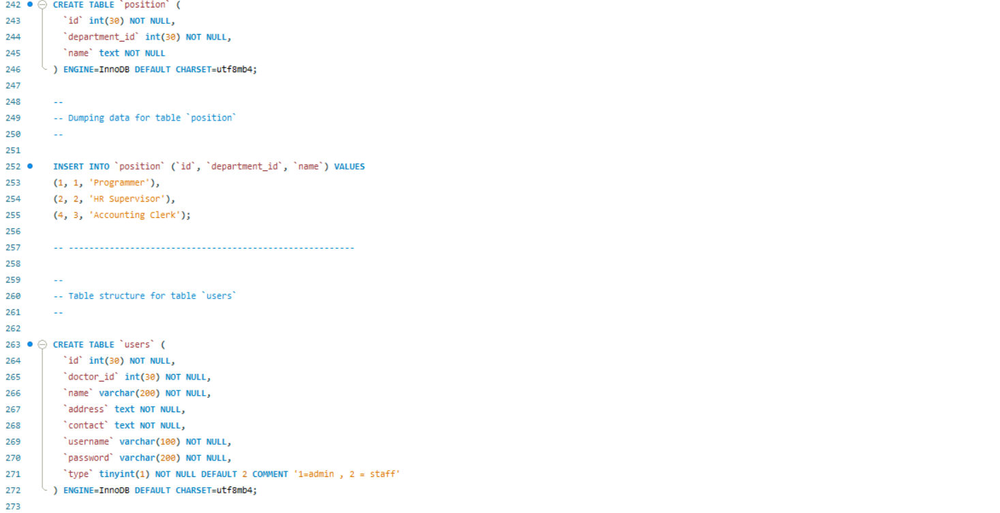 242 CREATE TABLE `position` (
243 `id` int(30) NOT NULL,
244 `department_id` int(30) NOT NULL,
245 `name` text NOT NULL
246 ) ENGINE=InnoDB DEFAULT CHARSET=utf8mb4;
247
248 --
249 -- Dumping data for table `position`
250 --
251
252 INSERT INTO `position` (`id`, `department_id`, `name`) VALUES
253 (1, 1, 'Programmer'),
254 (2, 2, 'HR Supervisor'),
255 (4, 3, 'Accounting Clerk');
256
257 -- --------------------------------------------------------
258
259 --
260 -- Table structure for table `users`
261 --
262
263 CREATE TABLE `users` (
264 `id` int(30) NOT NULL,
265 `doctor_id` int(30) NOT NULL,
266 `name` varchar(200) NOT NULL,
267 `address` text NOT NULL,
268 `contact` text NOT NULL,
269 `username` varchar(100) NOT NULL,
270 `password` varchar(200) NOT NULL,
271 `type` tinyint(1) NOT NULL DEFAULT 2 COMMENT '1=admin , 2 = staff'
272 ) ENGINE=InnoDB DEFAULT CHARSET=utf8mb4;
273